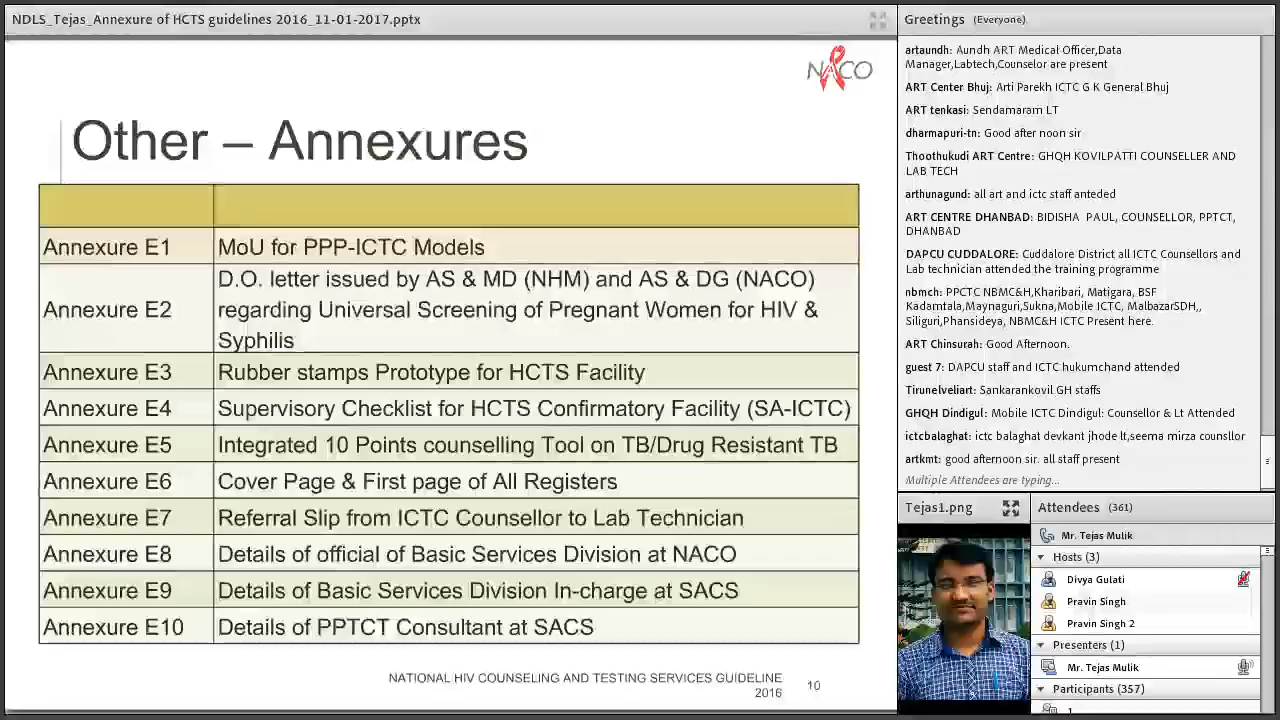 NDLS_Tejas_Annexure of HCTS guidelines 2016_11-01-2017.pptx
NACO
Other – Annexures
Annexure E1 MoU for PPP-ICTC Models
Annexure E2 D.O. letter issued by AS & MD (NHM) and AS & DG (NACO)
regarding Universal Screening of Pregnant Women for HIV &
Syphilis
Annexure E3 Rubber stamps Prototype for HCTS Facility
Annexure E4 Supervisory Checklist for HCTS Confirmatory Facility (SA-ICTC)
Annexure E5 Integrated 10 Points counselling Tool on TB/Drug Resistant TB
Annexure E6 Cover Page & First page of All Registers
Annexure E7 Referral Slip from ICTC Counsellor to Lab Technician
Annexure E8 Details of official of Basic Services Division at NACO
Annexure E9 Details of Basic Services Division In-charge at SACS
Annexure E10 Details of PPTCT Consultant at SACS
NATIONAL HIV COUNSELING AND TESTING SERVICES GUIDELINE
2016
10
Greetings (Everyone)
artaundh: Aundh ART Medical Officer,Data
Manager,Labtech,Counselor are present
ART Center Bhuj: Arti Parekh ICTC G K General Bhuj
ART tenkasi: Sendamaram LT
dharmapuri-tn: Good after noon sir
Thoothukudi ART Centre: GHQH KOVILPATTI COUNSELLER AND
LAB TECH
arthunagund: all art and ictc staff anteded
ART CENTRE DHANBAD: BIDISHA PAUL, COUNSELLOR, PPTCT,
DHANBAD
DAPCU CUDDALORE: Cuddalore District all ICTC Counsellors and
Lab technician attended the training programme
nbmch: PPCTC NBMC&H,Kharibari, Matigara, BSF
Kadamtala,Maynaguri,Sukna,Mobile ICTC, MalbazarSDH,,
Siliguri,Phansideya, NBMC&H ICTC Present here.
ART Chinsurah: Good Afternoon.
guest 7: DAPCU staff and ICTC hukumchand attended
Tirunelveliart: Sankarankovil GH staffs
GHQH Dindigul: Mobile ICTC Dindigul: Counsellor & Lt Attended
ictcbalaghat: ictc balaghat devkant jhode lt,seema mirza counsllor
artkmt: good afternoon sir. all staff present
Multiple Attendees are typing...
Tejas1.png
Attendees (361)
Mr. Tejas Mulik
Hosts (3)
Divya Gulati
Pravin Singh
Pravin Singh 2
Presenters (1)
Mr. Tejas Mulik
Participants (357)
1